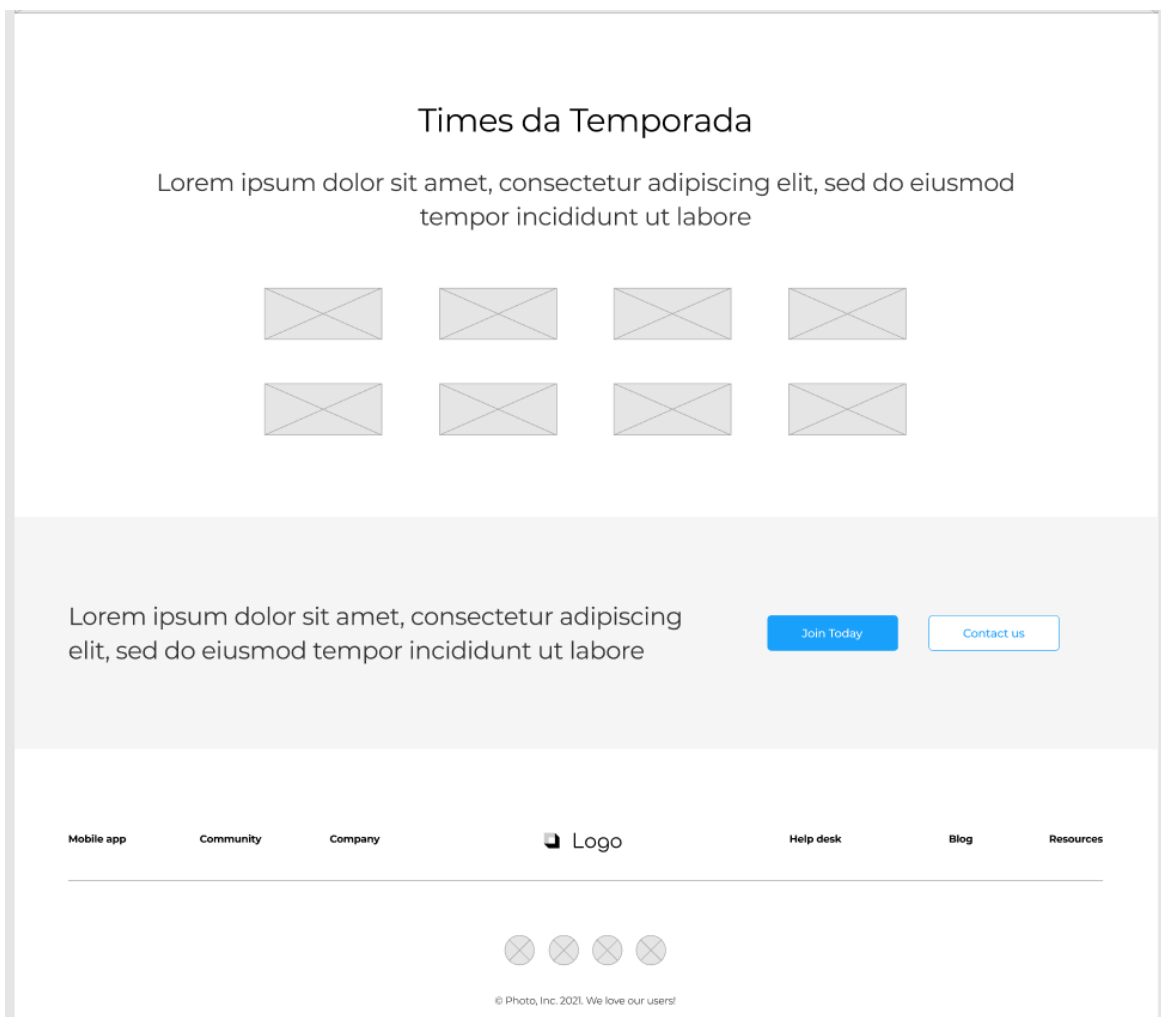 Times da Temporada
Lorem ipsum dolor sit amet, consectetur adipiscing elit, sed do eiusmod
tempor incididunt ut labore
Lorem ipsum dolor sit amet, consectetur adipiscing
elit, sed do eiusmod tempor incididunt ut labore
Join Today
Contact us
Mobile app
Community
Company
Logo
Help desk
Blog
Resources
© Photo, Inc. 2021. We love our users!